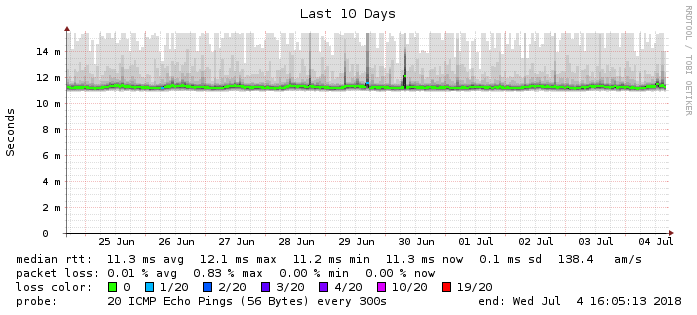 Last 10 Days
RRDTOOL / TOBI OETIKER
Seconds
14 m
12 m
10 m
8 m
6 m
4 m
2 m
0
25 Jun 26 Jun 27 Jun 28 Jun 29 Jun 30 Jun 01 Jul 02 Jul 03 Jul 04 Jul
median rtt: 11.3 ms avg 12.1 ms max 11.2 ms min 11.3 ms now 0.1 ms sd 138.4 am/s
packet loss: 0.01 % avg 0.83 % max 0.00 % min 0.00 % now
loss color: 0 1/20 2/20 3/20 4/20 10/20 19/20
probe: 20 ICMP Echo Pings (56 Bytes) every 300s end: Wed Jul 4 16:05:13 2018